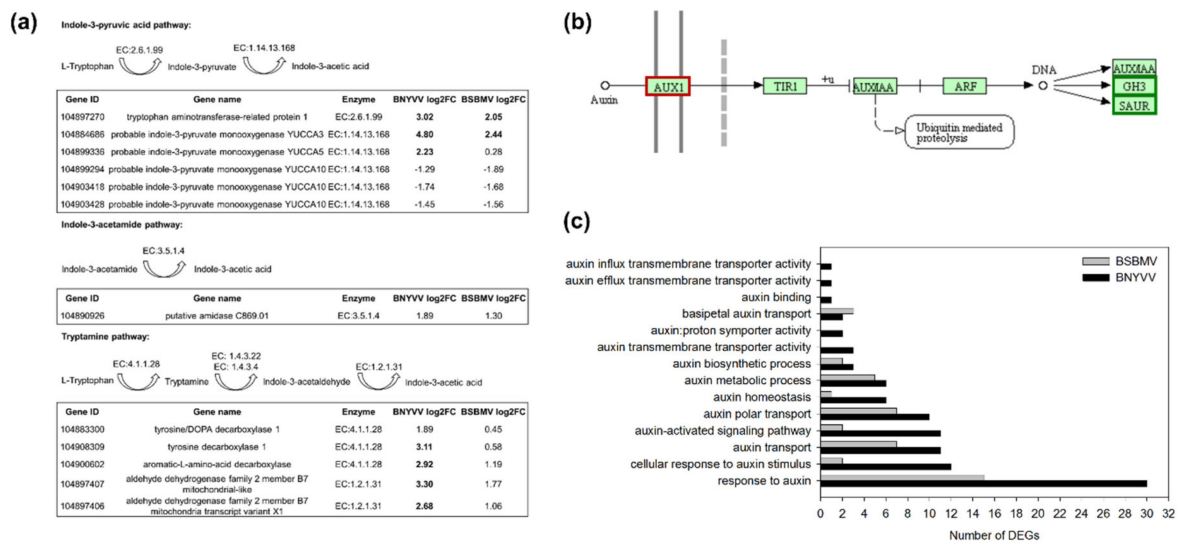 (a)
Indole-3-pyruvic acid pathway:
EC:2.6.1.99 EC:1.14.13.168
L-Tryptophan Indole-3-pyruvate Indole-3-acetic acid
Gene ID Gene name Enzyme BNYVV log2FC BSBMV log2FC
104897270 tryptophan aminotransferase-related protein 1 EC:2.6.1.99 3.02 2.05
104884686 probable indole-3-pyruvate monooxygenase YUCCA3 EC:1.14.13.168 4.80 2.44
104899336 probable indole-3-pyruvate monooxygenase YUCCA5 EC:1.14.13.168 2.23 0.28
104899294 probable indole-3-pyruvate monooxygenase YUCCA10 EC:1.14.13.168 -1.29 -1.89
104903418 probable indole-3-pyruvate monooxygenase YUCCA10 EC:1.14.13.168 -1.74 -1.68
104903428 probable indole-3-pyruvate monooxygenase YUCCA10 EC:1.14.13.168 -1.45 -1.56
Indole-3-acetamide pathway:
EC:3.5.1.4
Indole-3-acetamide Indole-3-acetic acid
Gene ID Gene name Enzyme BNYVV log2FC BSBMV log2FC
104890926 putative amidase C869.01 EC:3.5.1.4 1.89 1.30
Tryptamine pathway:
EC:4.1.1.28 EC: 1.4.3.22 EC:1.2.1.31
EC: 1.4.3.4
L-Tryptophan Tryptamine Indole-3-acetaldehyde Indole-3-acetic acid
Gene ID Gene name Enzyme BNYVV log2FC BSBMV log2FC
104883300 tyrosine/DOPA decarboxylase 1 EC:4.1.1.28 1.89 0.45
104908309 tyrosine decarboxylase 1 EC:4.1.1.28 3.11 0.58
104900602 aromatic-L-amino-acid decarboxylase EC:4.1.1.28 2.92 1.19
104897407 aldehyde dehydrogenase family 2 member B7 mitochondrial-like EC:1.2.1.31 3.30 1.77
104897406 aldehyde dehydrogenase family 2 member B7 mitochondria transcript variant X1 EC:1.2.1.31 2.68 1.06
(b)
Auxin AUX1 TIR1 +u AUX/IAA ARF DNA AUX/IAA
GH3
SAUR
Ubiquitin mediated
proteolysis
(c)
BSBMV
BNYVV
auxin influx transmembrane transporter activity
auxin efflux transmembrane transporter activity
auxin binding
basipetal auxin transport
auxin:proton symporter activity
auxin transmembrane transporter activity
auxin biosynthetic process
auxin metabolic process
auxin homeostasis
auxin polar transport
auxin-activated signaling pathway
auxin transport
cellular response to auxin stimulus
response to auxin
0 2 4 6 8 10 12 14 16 18 20 22 24 26 28 30 32
Number of DEGs